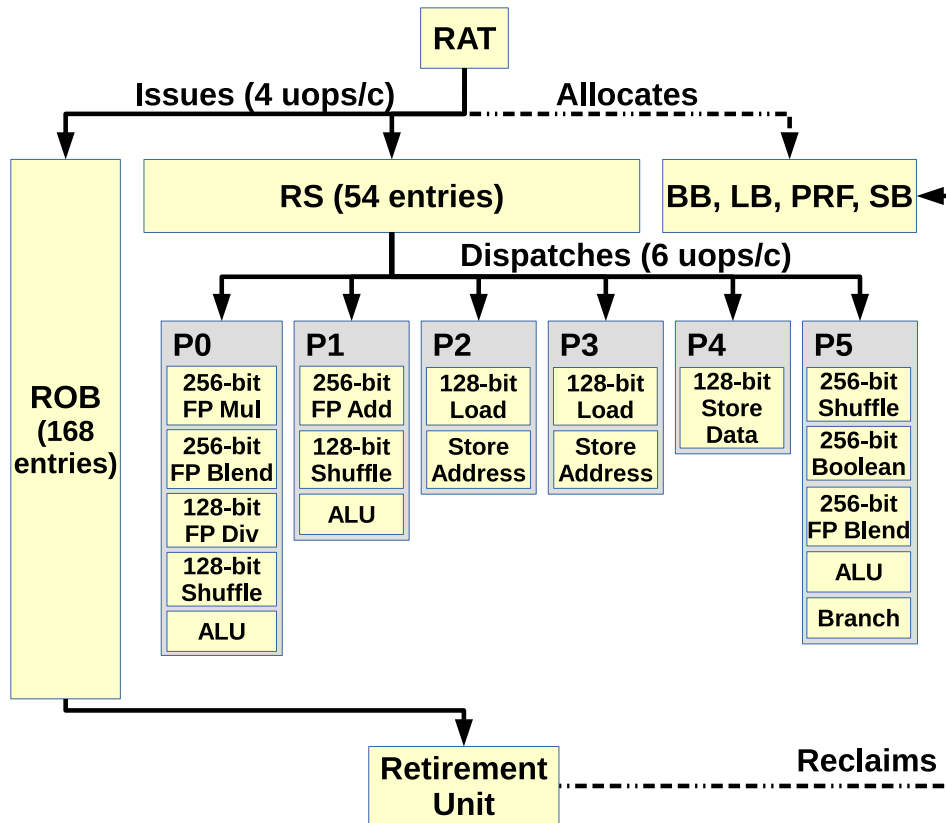 RAT
Issues (4 uops/c)
Allocates
RS (54 entries)
BB, LB, PRF, SB
Dispatches (6 uops/c)
ROB
(168
entries)
P0
256-bit
FP Mul
256-bit
FP Blend
128-bit
FP Div
128-bit
Shuffle
ALU
P1
256-bit
FP Add
128-bit
Shuffle
ALU
P2
128-bit
Load
Store
Address
P3
128-bit
Load
Store
Address
P4
128-bit
Store
Data
P5
256-bit
Shuffle
256-bit
Boolean
256-bit
FP Blend
ALU
Branch
Retirement
Unit
Reclaims